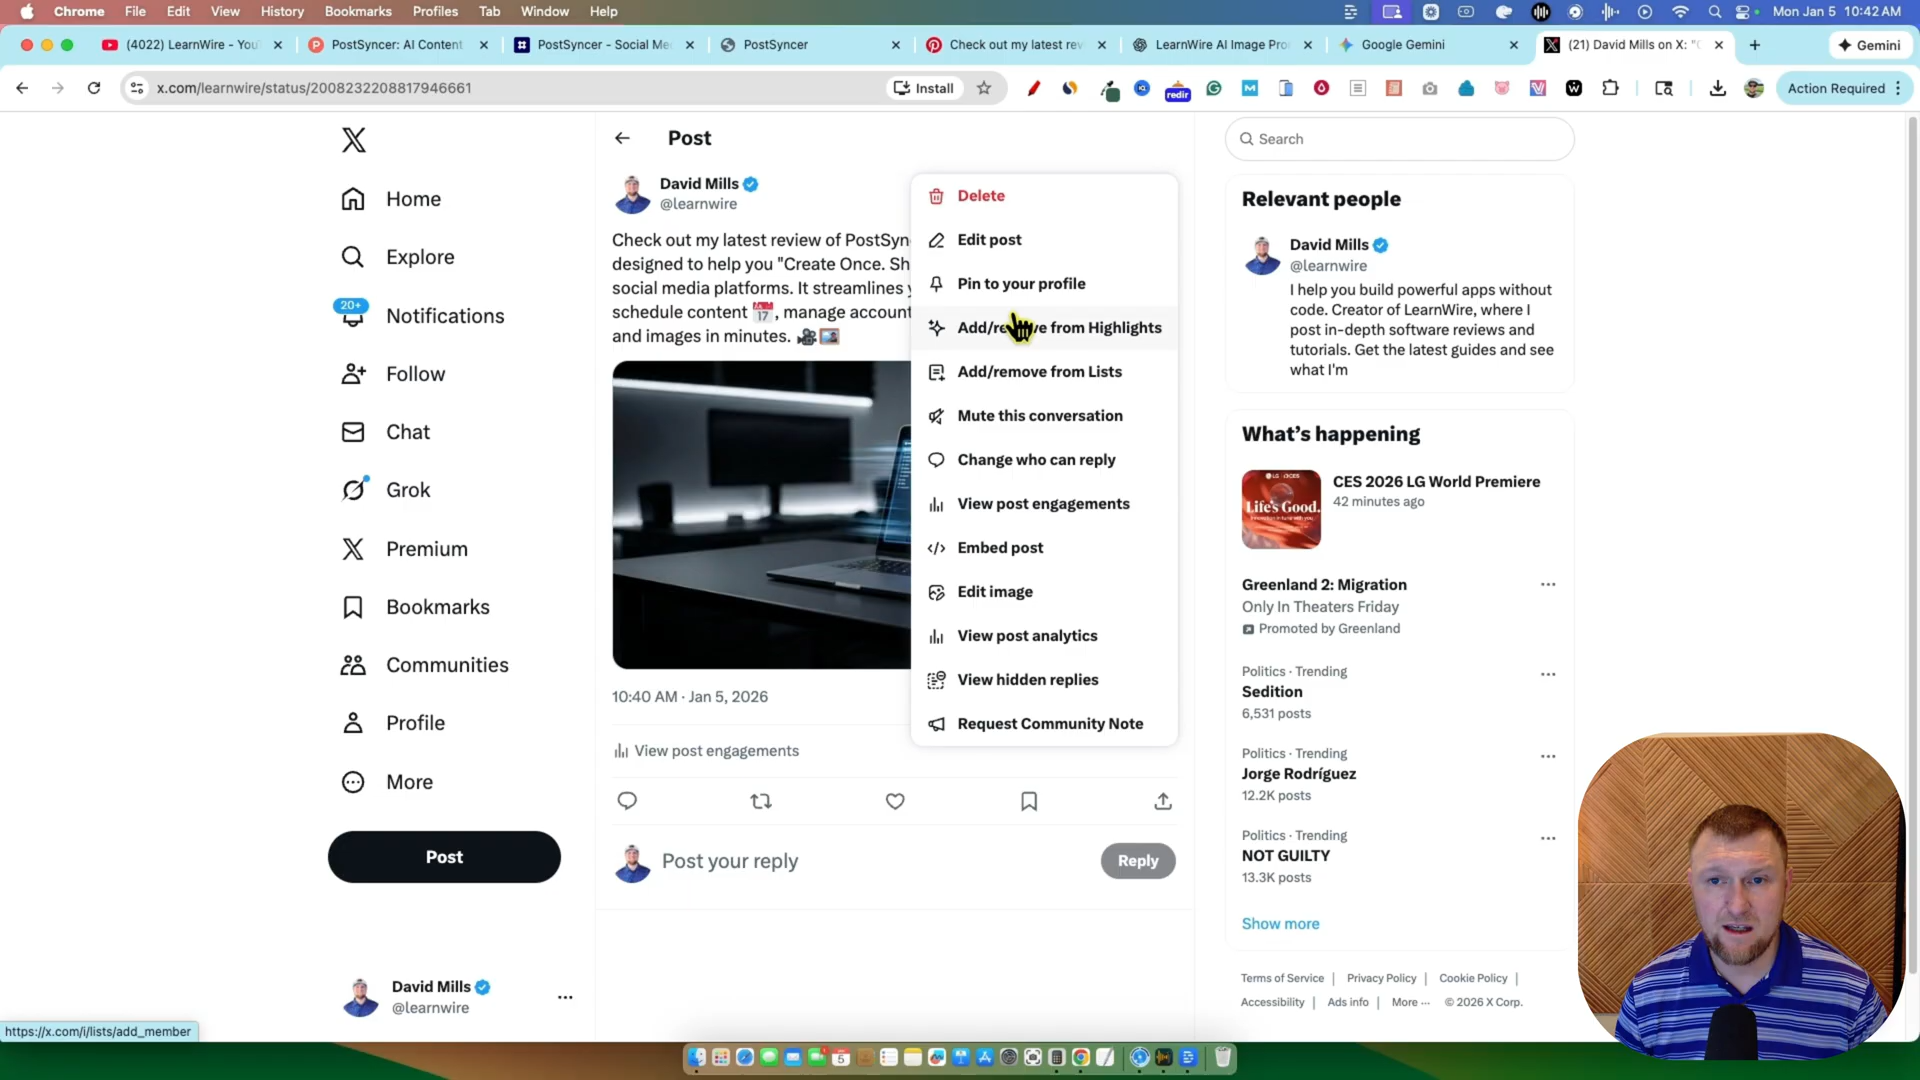 Chrome File Edit View History Bookmarks Profiles Tab Window Help
Mon Jan 5 10:42 AM
(4022) LearnWire - You
PostSyncer: AI Content
PostSyncer - Social Me
PostSyncer
Check out my latest rev
LearnWire AI Image Pro
Google Gemini
(21) David Mills on X: "C
Gemini
x.com/learnwire/status/2008232208817946661
Install
redir
Action Required
Home
Explore
20+
Notifications
Follow
Chat
Grok
Premium
Bookmarks
Communities
Profile
More
Post
David Mills
@learnwire
https://x.com/i/lists/add_member
Post
David Mills
@learnwire
Check out my latest review of PostSyn
designed to help you "Create Once. Sh
social media platforms. It streamlines y
schedule content 📅, manage account
and images in minutes. 🎥🖼️
10:40 AM · Jan 5, 2026
View post engagements
Post your reply
Reply
Delete
Edit post
Pin to your profile
Add/remove from Highlights
Add/remove from Lists
Mute this conversation
Change who can reply
View post engagements
Embed post
Edit image
View post analytics
View hidden replies
Request Community Note
Search
Relevant people
David Mills
@learnwire
I help you build powerful apps without
code. Creator of LearnWire, where I
post in-depth software reviews and
tutorials. Get the latest guides and see
what I'm
What's happening
Life's Good.
CES 2026 LG World Premiere
42 minutes ago
Greenland 2: Migration
Only In Theaters Friday
Promoted by Greenland
Politics · Trending
Sedition
6,531 posts
Politics · Trending
Jorge Rodríguez
12.2K posts
Politics · Trending
NOT GUILTY
13.3K posts
Show more
Terms of Service | Privacy Policy | Cookie Policy |
Accessibility | Ads info | More ··· © 2026 X Corp.